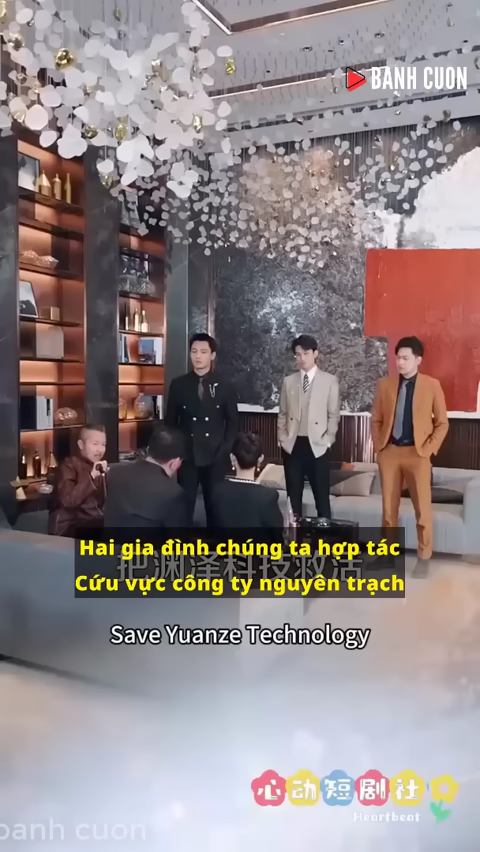 BANH CUON
Hai gia đình chúng ta hợp tác
Cứu vực công ty nguyên trạch
把渊泽科技救活
Save Yuanze Technology
心动短剧社
Heartbeat
banh cuon